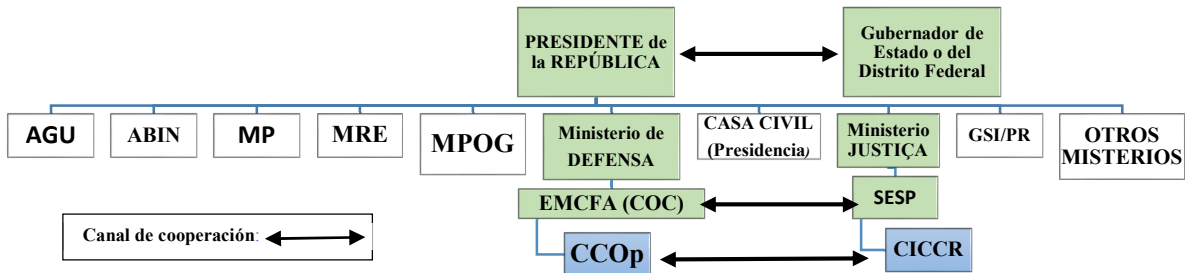 PRESIDENTE de
la REPÚBLICA
Gubernador de
Estado o del
Distrito Federal
AGU
ABIN
MP
MRE
MPOG
Ministerio de
DEFENSA
CASA CIVIL
(Presidencia)
Ministerio
JUSTIÇA
GSI/PR
OTROS
MISTERIOS
EMCFA (COC)
SESP
Canal de cooperación:
CCOp
CICCR